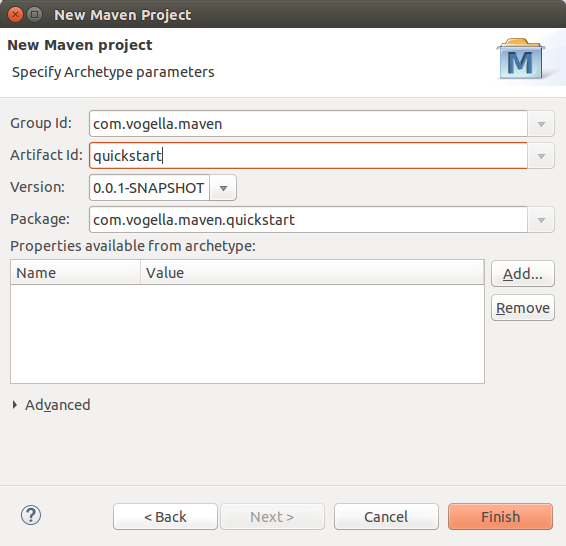 New Maven Project
New Maven project
Specify Archetype parameters
M
Group Id: com.vogella.maven
Artifact Id: quickstart
Version: 0.0.1-SNAPSHOT
Package: com.vogella.maven.quickstart
Properties available from archetype:
Name Value
Add...
Remove
Advanced
? < Back Next > Cancel Finish